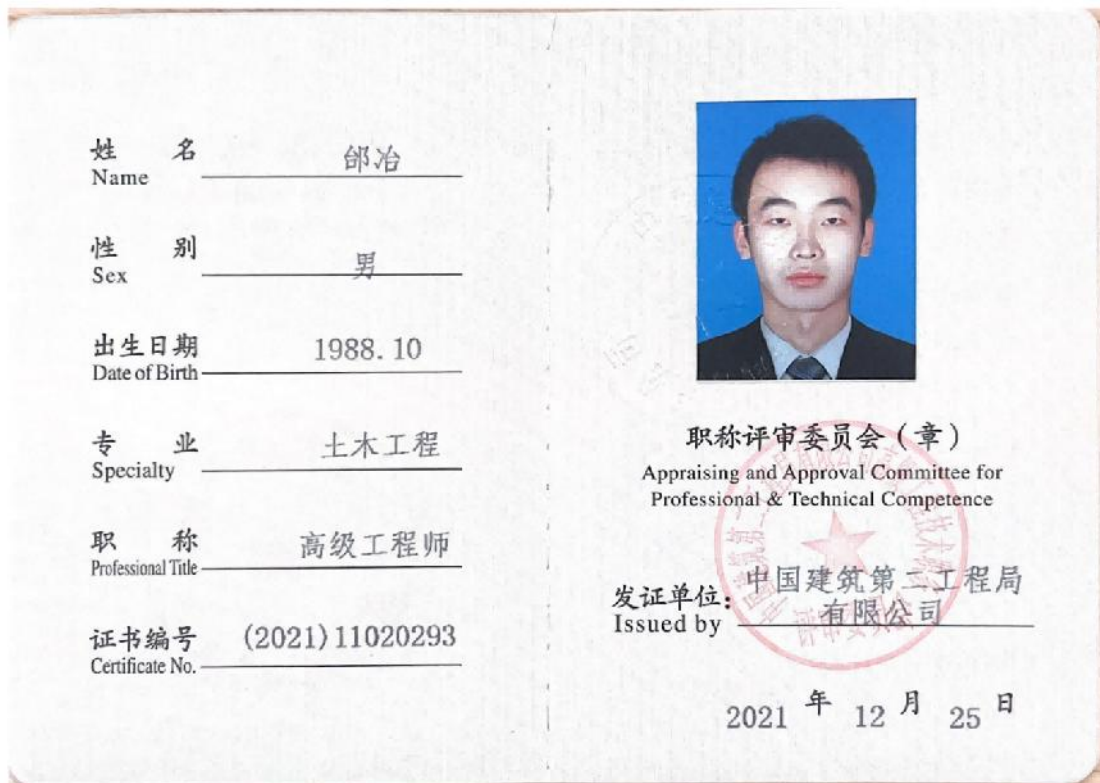 姓名 邰冶
Name
性别 男
Sex
出生日期 1988.10
Date of Birth
专业 土木工程
Specialty
职称 高级工程师
Professional Title
证书编号 (2021)11020293
Certificate No.
职称评审委员会（章）
Appraising and Approval Committee for
Professional & Technical Competence
发证单位： 中国建筑第二工程局
Issued by 有限公司
2021 年 12 月 25 日